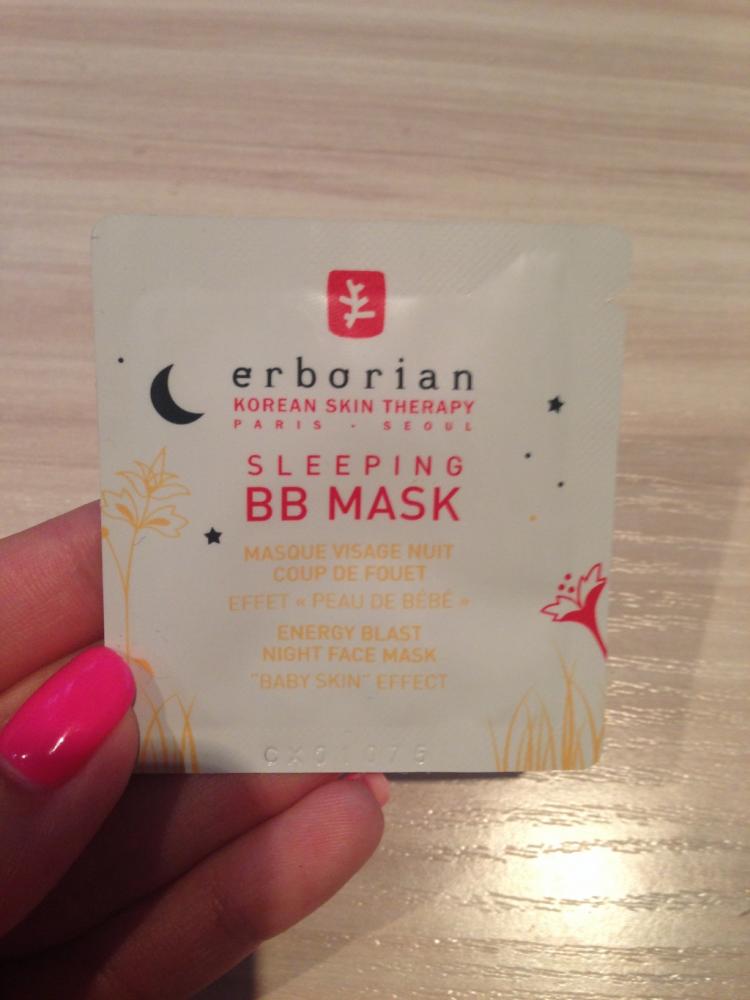 erborian
KOREAN SKIN THERAPY
PARIS - SEOUL
SLEEPING
BB MASK
MASQUE VISAGE NUIT
COUP DE FOUET
EFFET « PEAU DE BÉBÉ »
ENERGY BLAST
NIGHT FACE MASK
"BABY SKIN" EFFECT